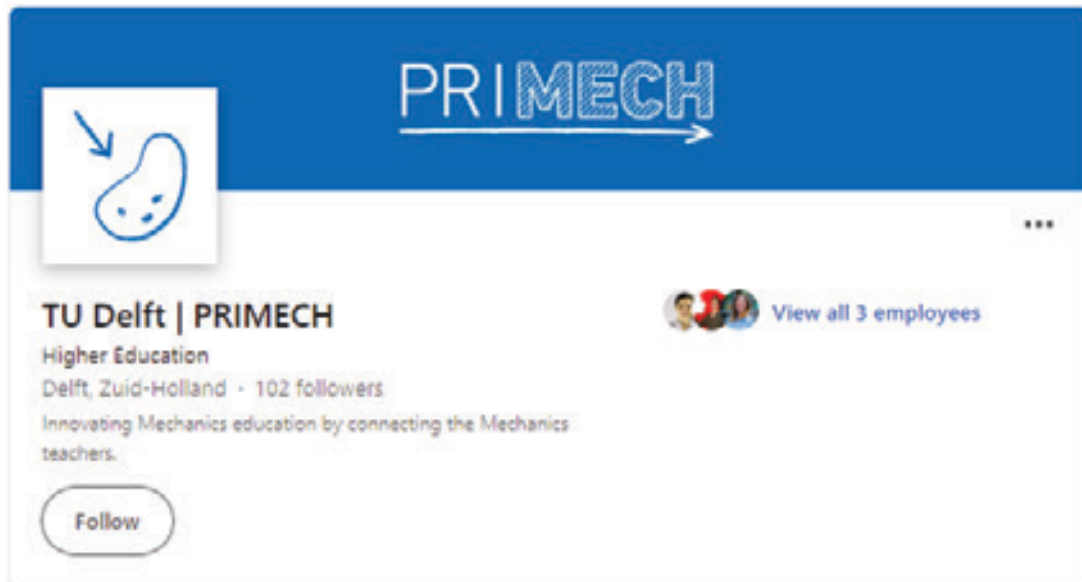 PRIMECH
TU Delft | PRIMECH
View all 3 employees
Higher Education
Delft, Zuid-Holland · 102 followers
Innovating Mechanics education by connecting the Mechanics
teachers.
Follow